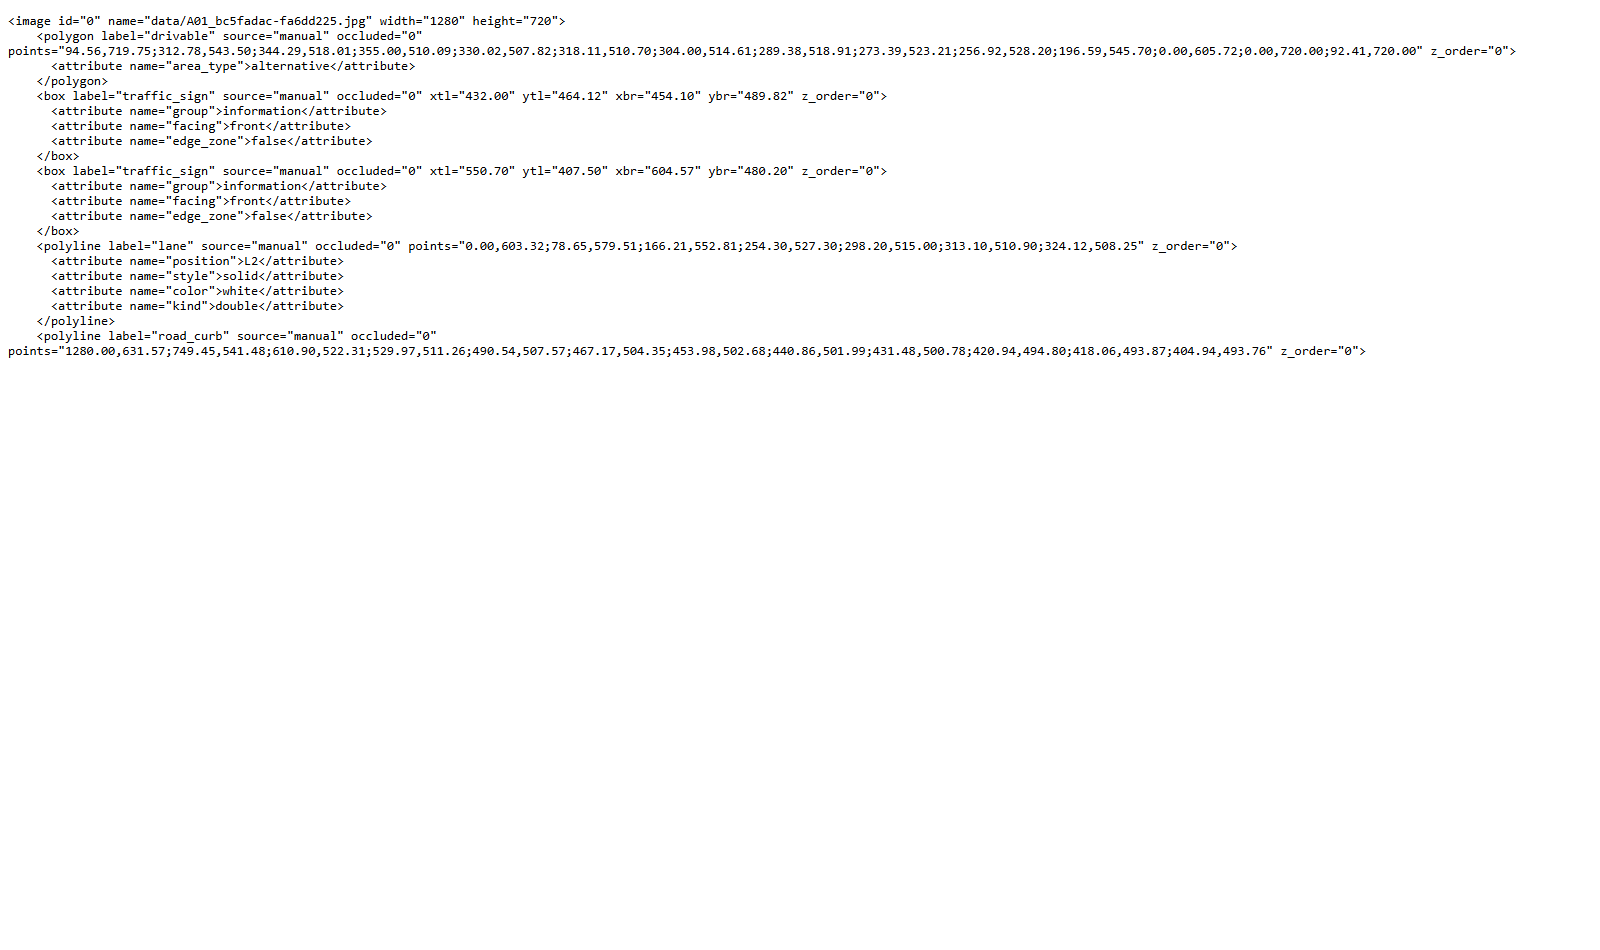 <image id="0" name="data/A01_bc5fadac-fa6dd225.jpg" width="1280" height="720">
<polygon label="drivable" source="manual" occluded="0"
points="94.56,719.75;312.78,543.50;344.29,518.01;355.00,510.09;330.02,507.82;318.11,510.70;304.00,514.61;289.38,518.91;273.39,523.21;256.92,528.20;196.59,545.70;0.00,605.72;0.00,720.00;92.41,720.00" z_order="0">
<attribute name="area_type">alternative</attribute>
</polygon>
<box label="traffic_sign" source="manual" occluded="0" xtl="432.00" ytl="464.12" xbr="454.10" ybr="489.82" z_order="0">
<attribute name="group">information</attribute>
<attribute name="facing">front</attribute>
<attribute name="edge_zone">false</attribute>
</box>
<box label="traffic_sign" source="manual" occluded="0" xtl="550.70" ytl="407.50" xbr="604.57" ybr="480.20" z_order="0">
<attribute name="group">information</attribute>
<attribute name="facing">front</attribute>
<attribute name="edge_zone">false</attribute>
</box>
<polyline label="lane" source="manual" occluded="0" points="0.00,603.32;78.65,579.51;166.21,552.81;254.30,527.30;298.20,515.00;313.10,510.90;324.12,508.25" z_order="0">
<attribute name="position">L2</attribute>
<attribute name="style">solid</attribute>
<attribute name="color">white</attribute>
<attribute name="kind">double</attribute>
</polyline>
<polyline label="road_curb" source="manual" occluded="0"
points="1280.00,631.57;749.45,541.48;610.90,522.31;529.97,511.26;490.54,507.57;467.17,504.35;453.98,502.68;440.86,501.99;431.48,500.78;420.94,494.80;418.06,493.87;404.94,493.76" z_order="0">